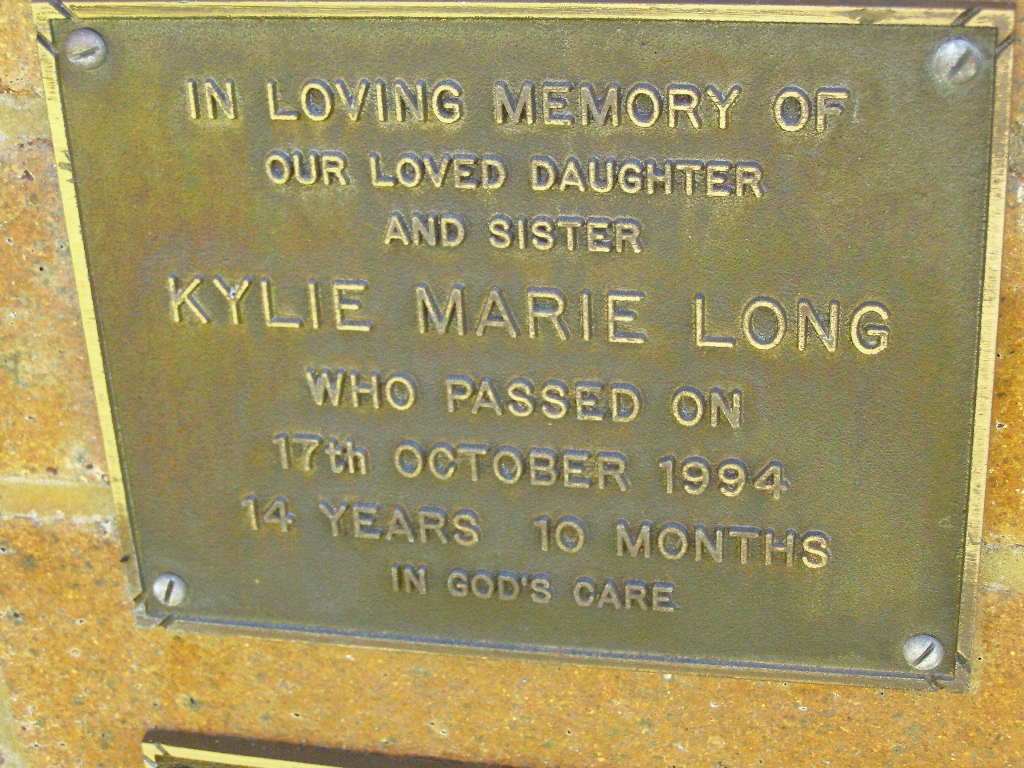 IN LOVING MEMORY OF
OUR LOVED DAUGHTER
AND SISTER
KYLIE MARIE LONG
WHO PASSED ON
17th OCTOBER 1994
14 YEARS 10 MONTHS
IN GOD'S CARE